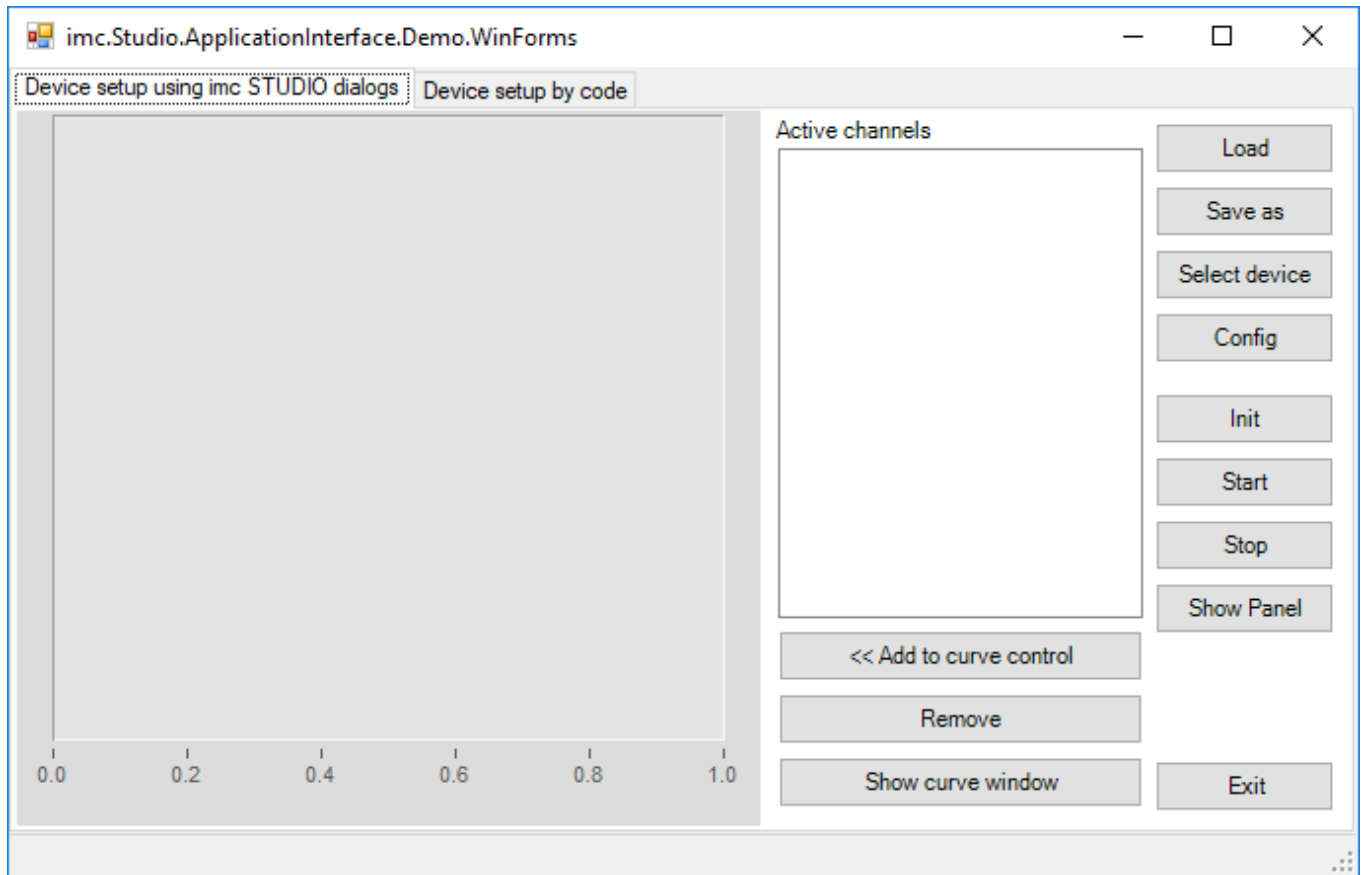 imc.Studio.ApplicationInterface.Demo.WinForms
Device setup using imc STUDIO dialogs
Device setup by code
Active channels
Load
Save as
Select device
Config
Init
Start
Stop
Show Panel
<< Add to curve control
Remove
Show curve window
Exit
0.0 0.2 0.4 0.6 0.8 1.0